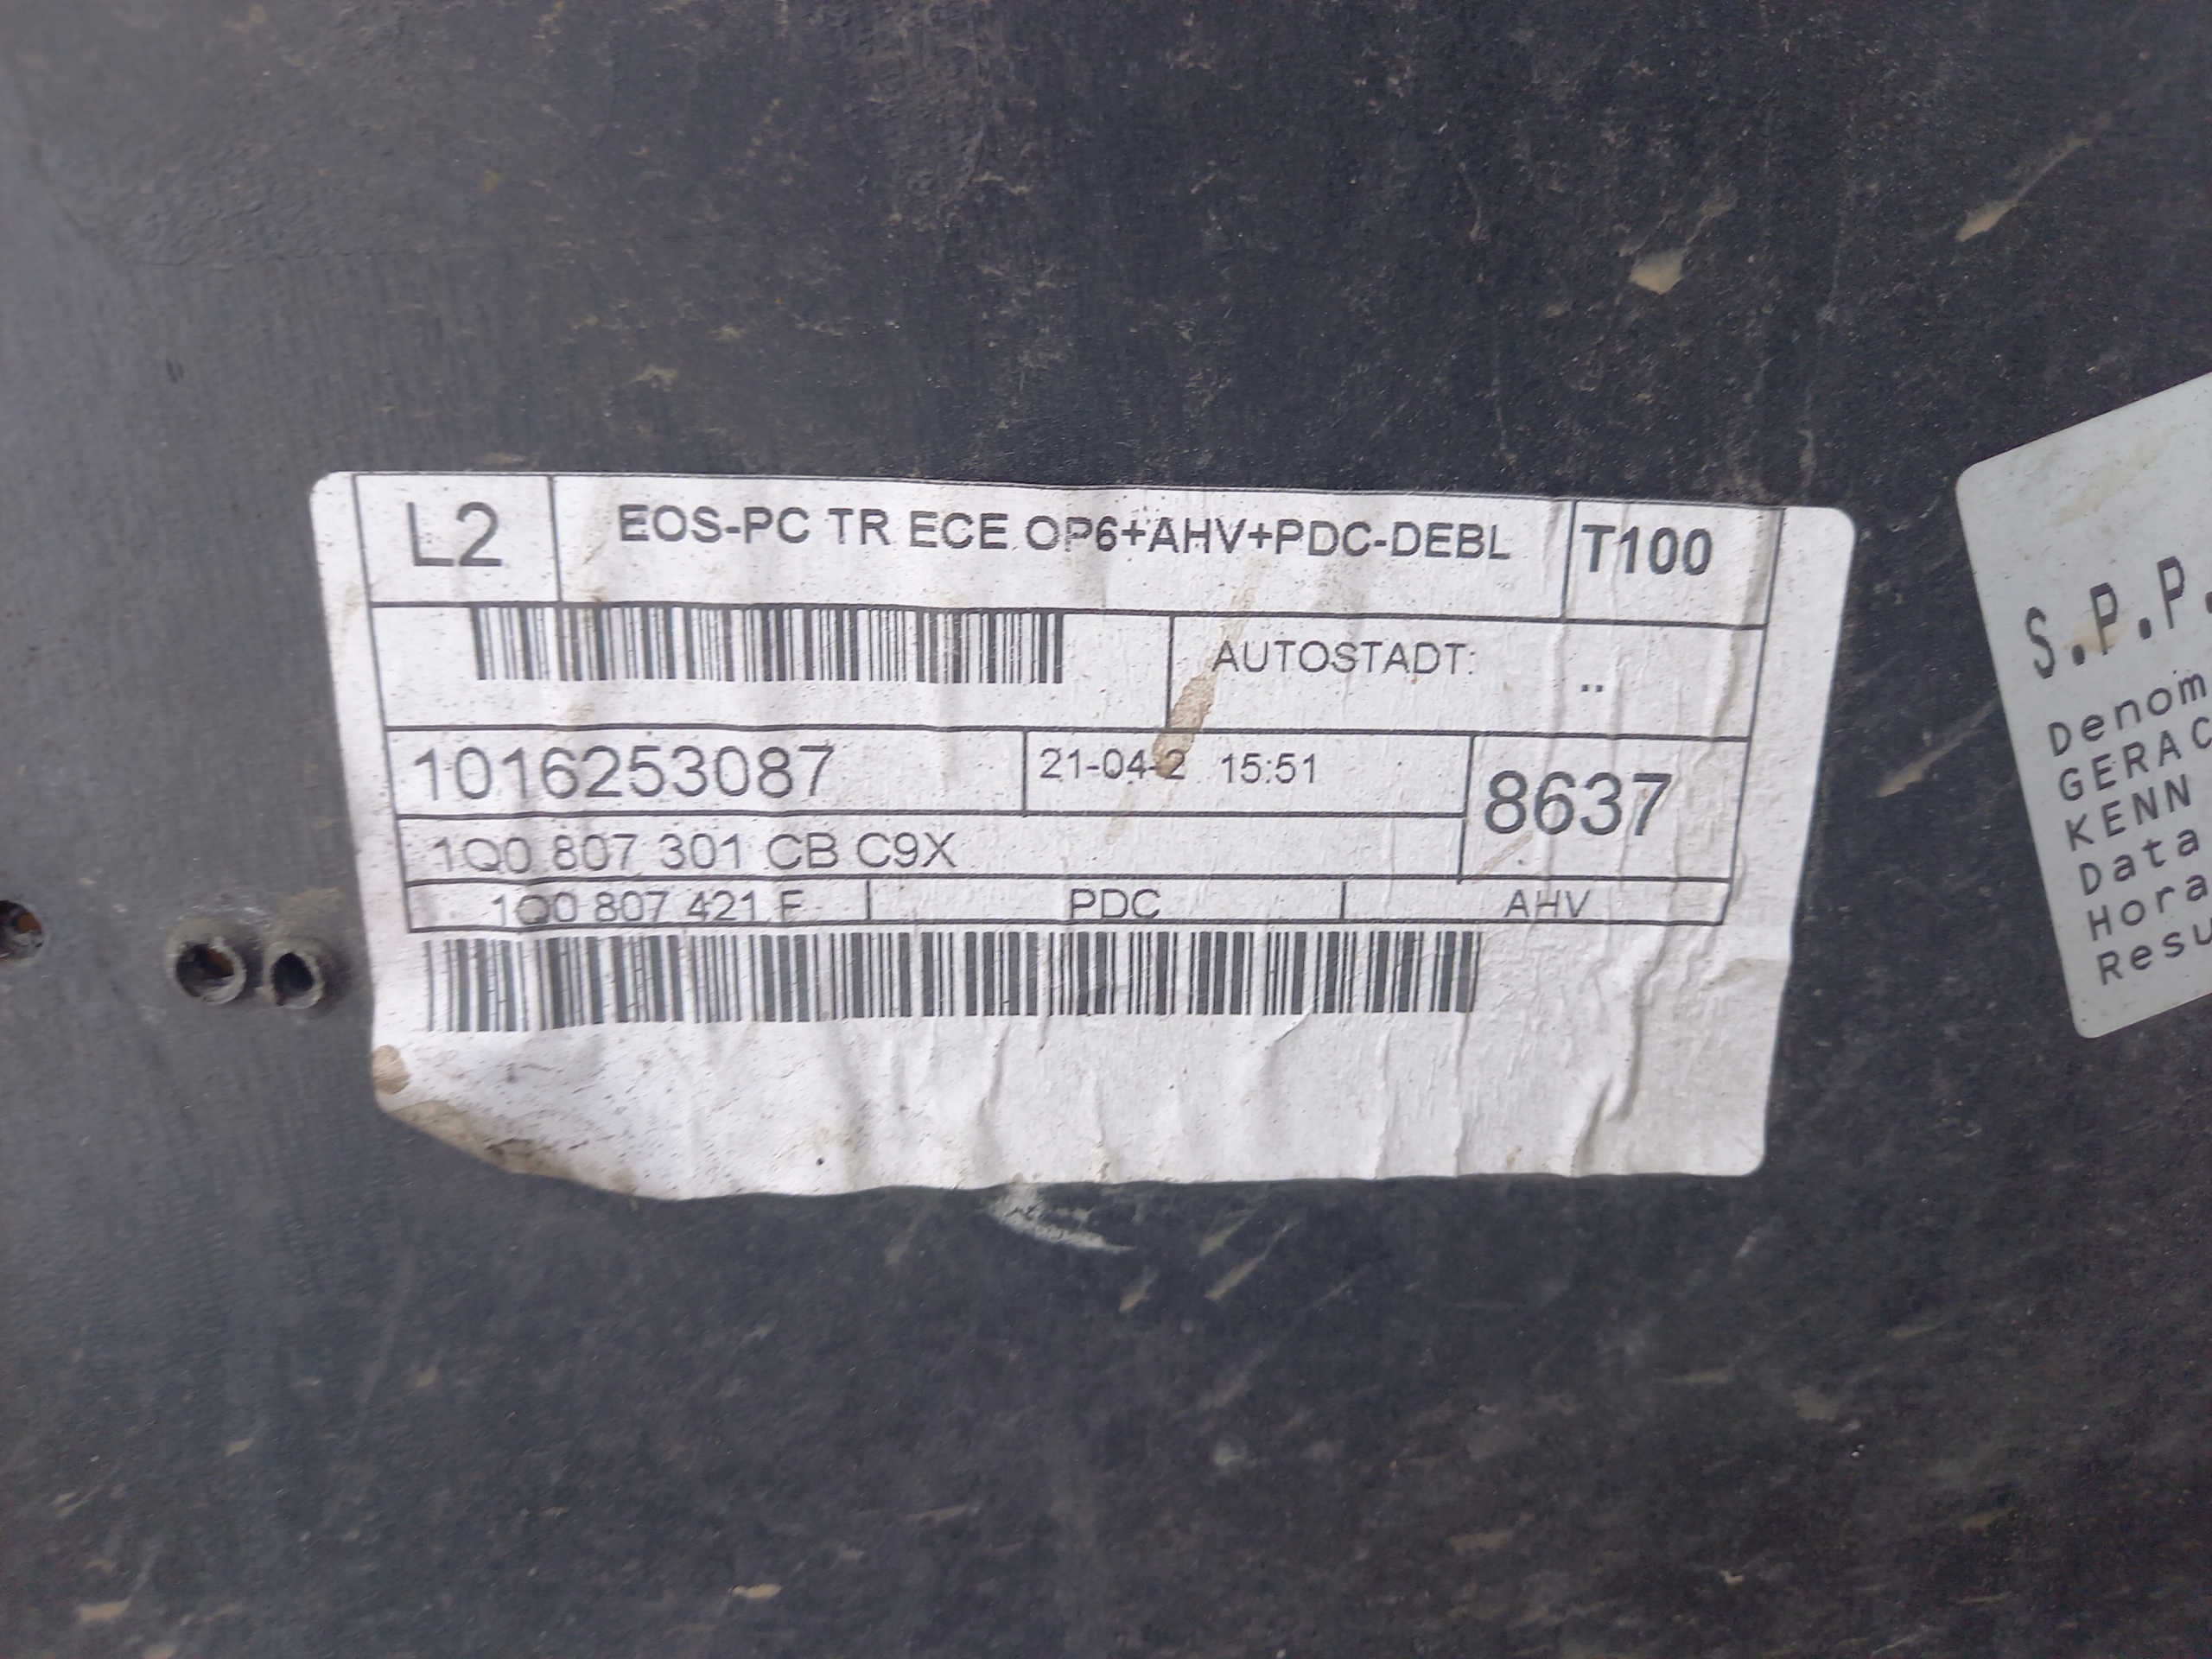 L2 EOS-PC TR ECE OP6+AHV+PDC-DEBL T100
AUTOSTADT: ..
1016253087 21-04-2 15:51 8637
1Q0 807 301 CB C9X
1Q0 807 421 F PDC AHV
S.P.P.
Denom
GERAC
KENN
Data
Hora
Resu